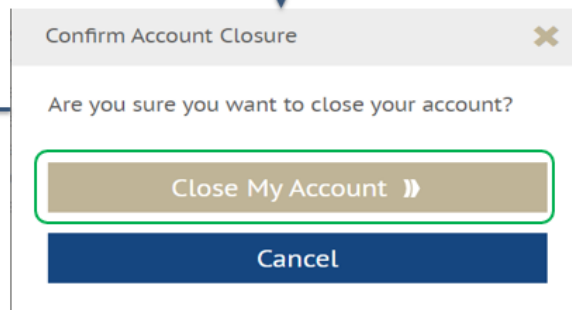 Confirm Account Closure
Are you sure you want to close your account?
Close My Account
Cancel